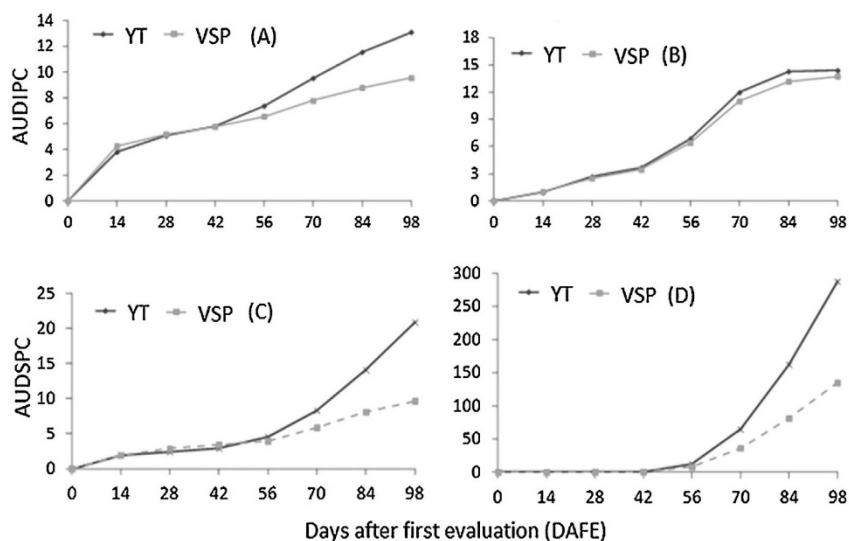 YT VSP (A)
AUDIPC
14
12
10
8
6
4
2
0
0 14 28 42 56 70 84 98
YT VSP (B)
18
15
12
9
6
3
0
0 14 28 42 56 70 84 98
YT VSP (C)
AUDSPC
25
20
15
10
5
0
0 14 28 42 56 70 84 98
YT VSP (D)
300
250
200
150
100
50
0
0 14 28 42 56 70 84 98
Days after first evaluation (DAFE)